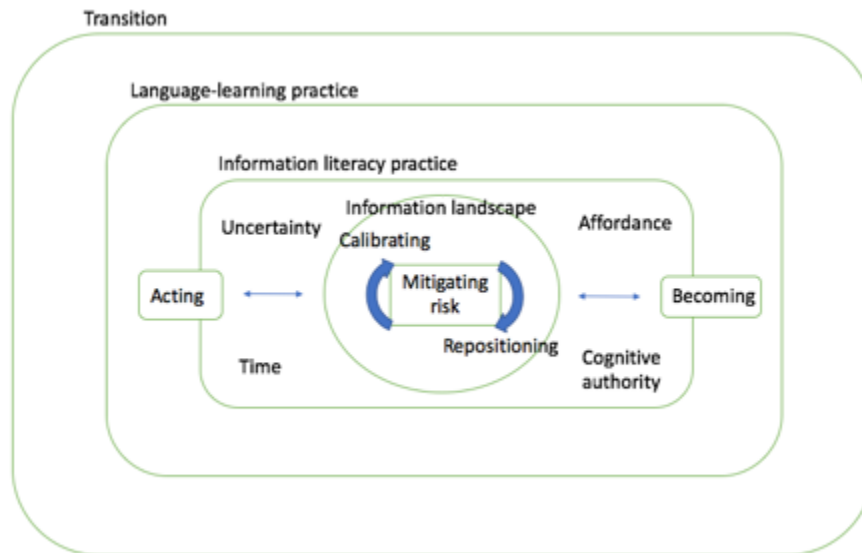 Transition
Language-learning practice
Information literacy practice
Information landscape
Uncertainty
Affordance
Calibrating
Acting
Mitigating
risk
Becoming
Repositioning
Time
Cognitive
authority